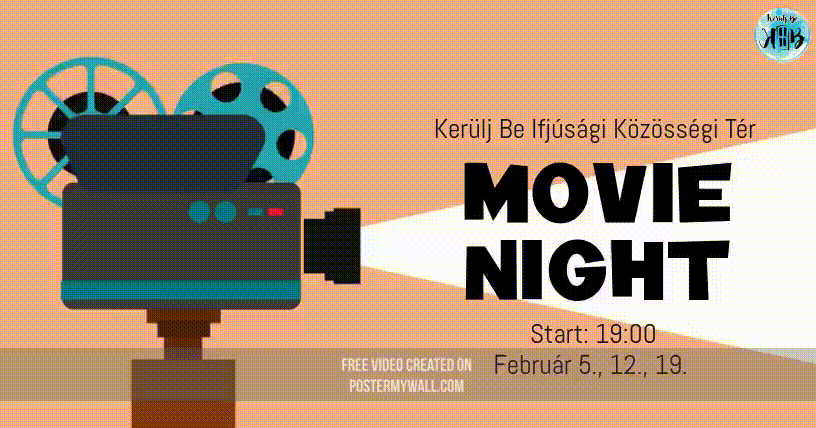 Kerülj Be
KBB
Kerülj Be Ifjúsági Közösségi Tér
MOVIE
NIGHT
Start: 19:00
Február 5., 12., 19.
FREE VIDEO CREATED ON
POSTERMYWALL.COM